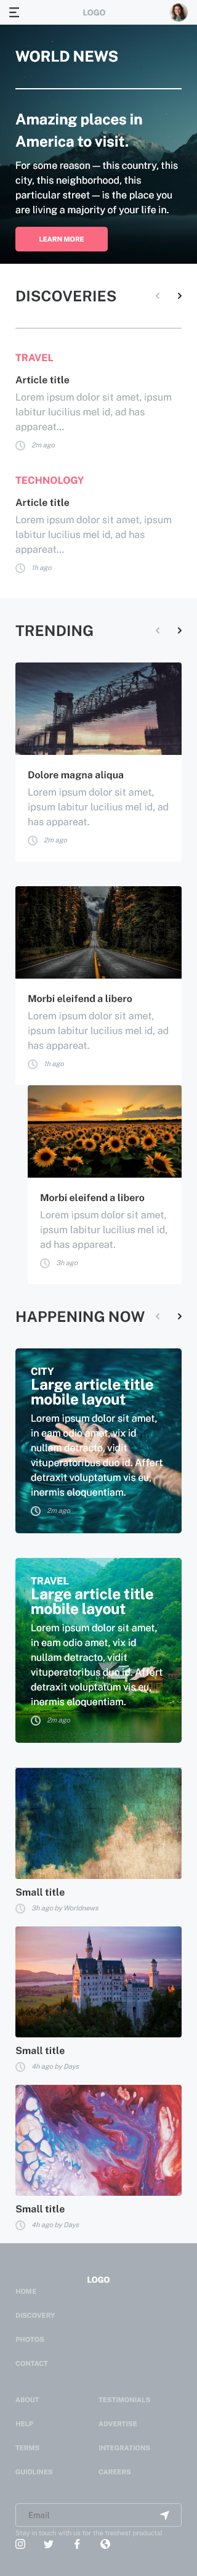 LOGO
WORLD NEWS
Amazing places in
America to visit.
For some reason — this country, this
city, this neighborhood, this
particular street — is the place you
are living a majority of your life in.
LEARN MORE
DISCOVERIES
TRAVEL
Article title
Lorem ipsum dolor sit amet, ipsum
labitur lucilius mel id, ad has
appareat...
2m ago
TECHNOLOGY
Article title
Lorem ipsum dolor sit amet, ipsum
labitur lucilius mel id, ad has
appareat...
1h ago
TRENDING
Dolore magna aliqua
Lorem ipsum dolor sit amet,
ipsum labitur lucilius mel id, ad
has appareat.
2m ago
Morbi eleifend a libero
Lorem ipsum dolor sit amet,
ipsum labitur lucilius mel id, ad
has appareat.
1h ago
Morbi eleifend a libero
Lorem ipsum dolor sit amet,
ipsum labitur lucilius mel id,
ad has appareat.
3h ago
HAPPENING NOW
CITY
Large article title
mobile layout
Lorem ipsum dolor sit amet,
in eam odio amet, vix id
nullam detracto, vidit
vituperatoribus duo id. Affert
detraxit voluptatum vis eu,
inermis eloquentiam.
2m ago
TRAVEL
Large article title
mobile layout
Lorem ipsum dolor sit amet,
in eam odio amet, vix id
nullam detracto, vidit
vituperatoribus duo id. Affert
detraxit voluptatum vis eu,
inermis eloquentiam.
2m ago
Small title
3h ago by Worldnews
Small title
4h ago by Days
Small title
4h ago by Days
LOGO
HOME
DISCOVERY
PHOTOS
CONTACT
ABOUT
TESTIMONIALS
HELP
ADVERTISE
TERMS
INTEGRATIONS
GUIDLINES
CAREERS
Email
Stay in touch with us for the freshest products!